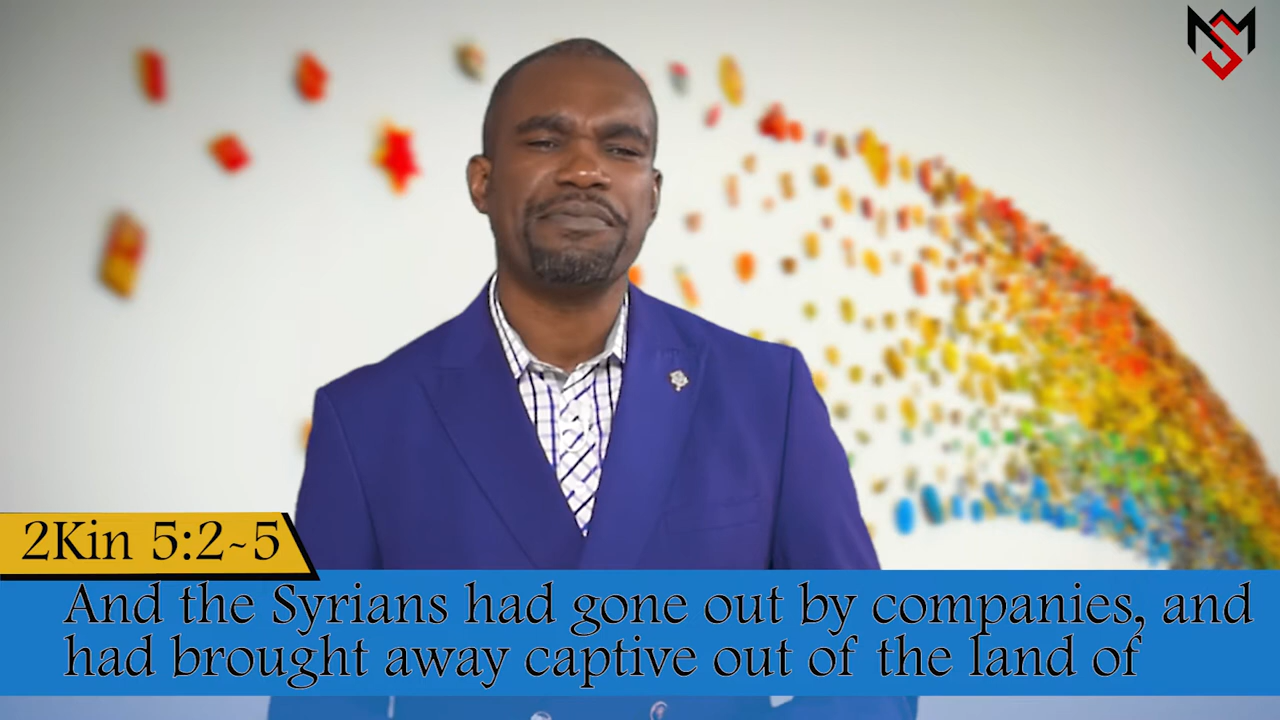 2Kin 5:2~5
And the Syrians had gone out by companies, and
had brought away captive out of the land of